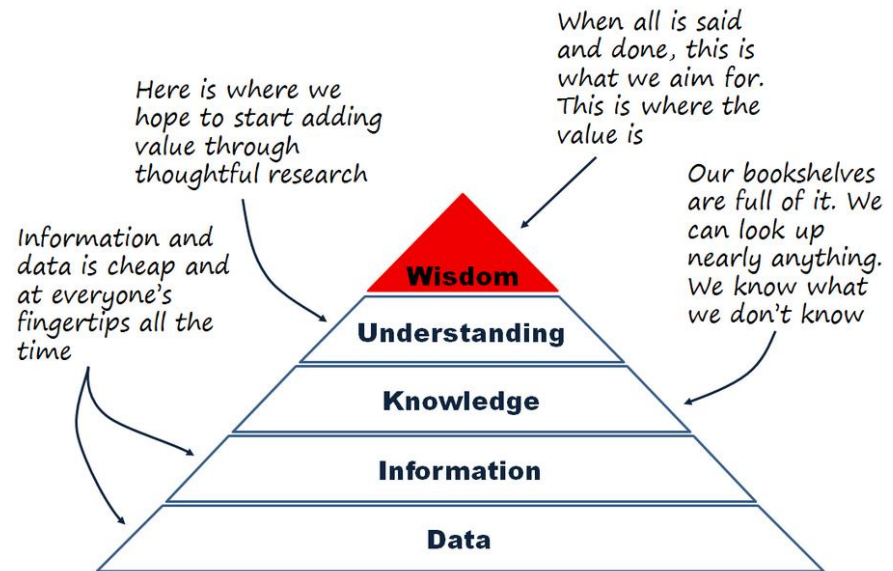 When all is said
and done, this is
what we aim for.
This is where the
value is
Here is where we
hope to start adding
value through
thoughtful research
Our bookshelves
are full of it. We
can look up
nearly anything.
We know what
we don't know
Information and
data is cheap and
at everyone's
fingertips all the
time
Wisdom
Understanding
Knowledge
Information
Data